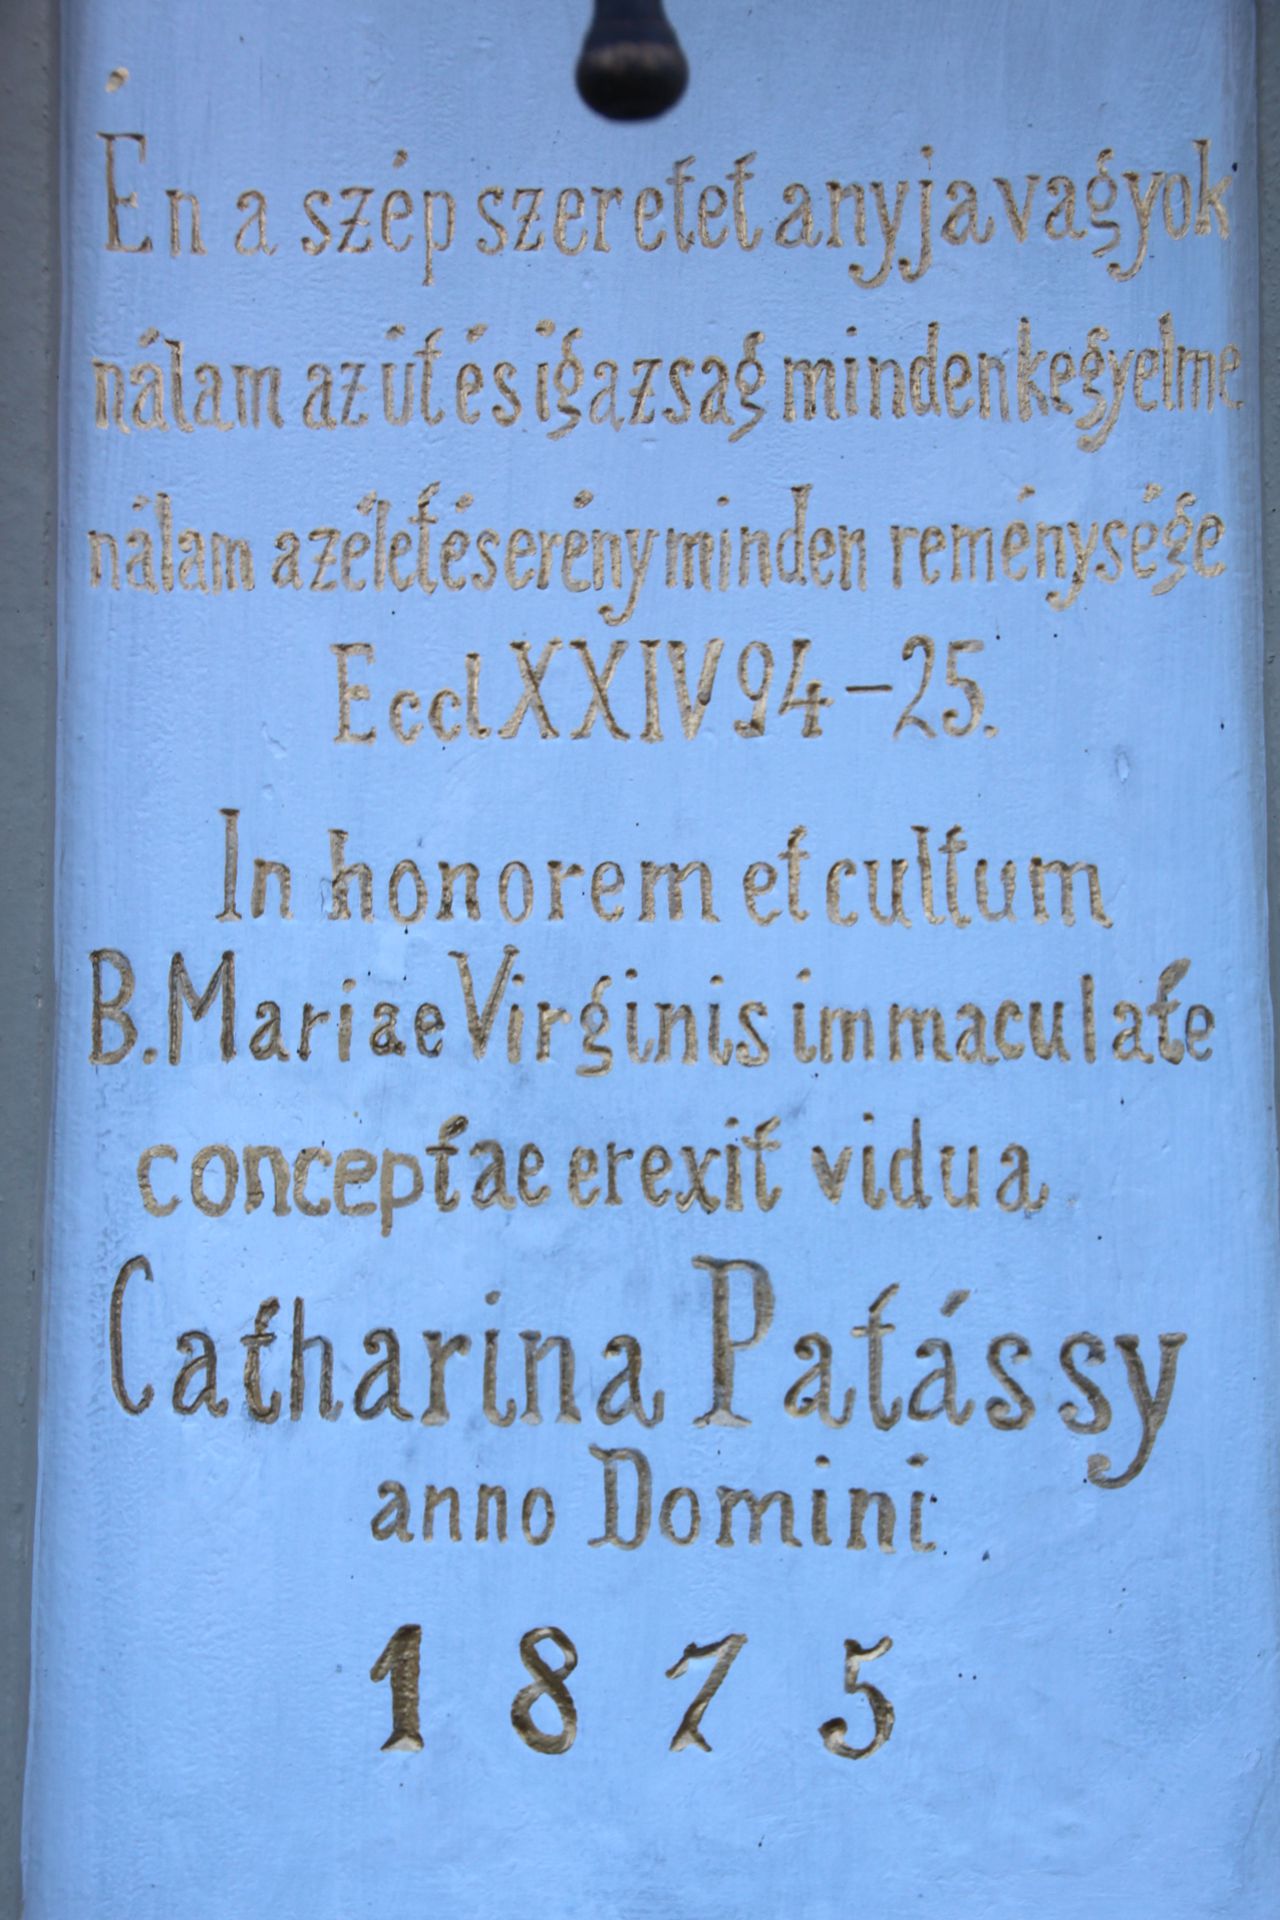 Én a szép szeretet anyja vagyok
nálam az út és igazsag minden kegyelme
nálam az élet és erény minden reménysége
Eccl XXIV 94-25.
In honorem et cultum
B. Mariae Virginis immaculate
conceptae erexit vidua
Catharina Patássy
anno Domini
1875